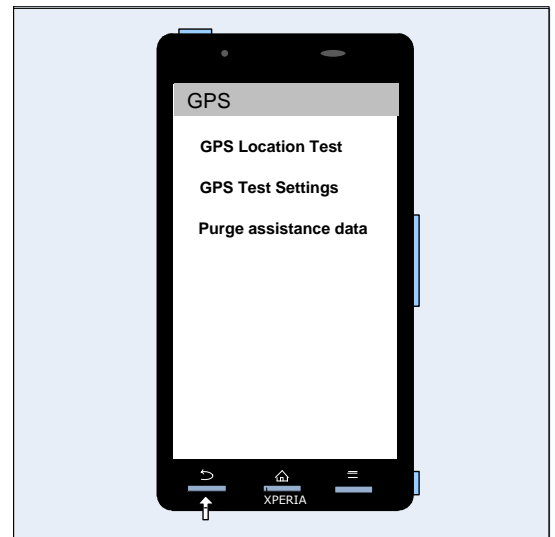 GPS
GPS Location Test
GPS Test Settings
Purge assistance data
XPERIA